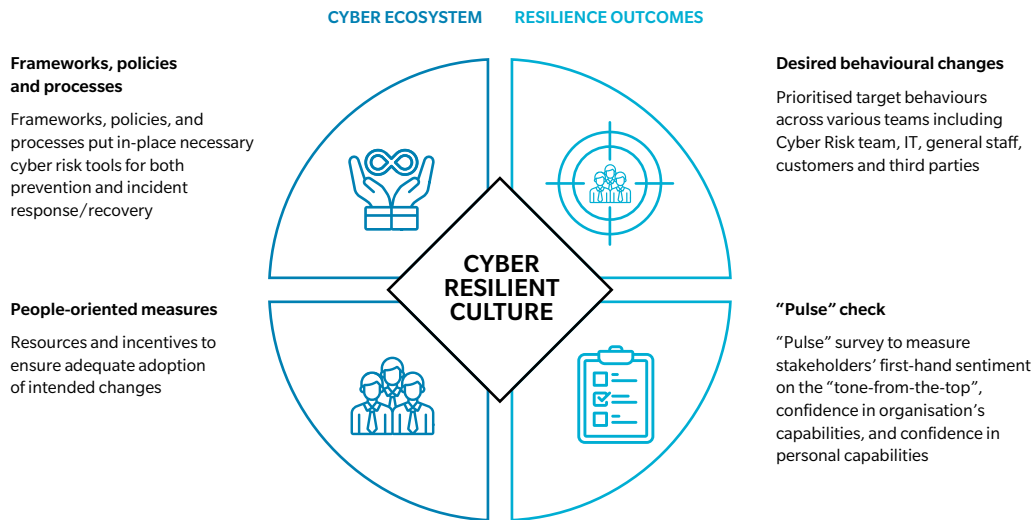 CYBER ECOSYSTEM
RESILIENCE OUTCOMES
Frameworks, policies
and processes
Frameworks, policies, and
processes put in-place necessary
cyber risk tools for both
prevention and incident
response/recovery
Desired behavioural changes
Prioritised target behaviours
across various teams including
Cyber Risk team, IT, general staff,
customers and third parties
CYBER
RESILIENT
CULTURE
People-oriented measures
Resources and incentives to
ensure adequate adoption
of intended changes
“Pulse” check
“Pulse” survey to measure
stakeholders’ first-hand sentiment
on the “tone-from-the-top”,
confidence in organisation’s
capabilities, and confidence in
personal capabilities